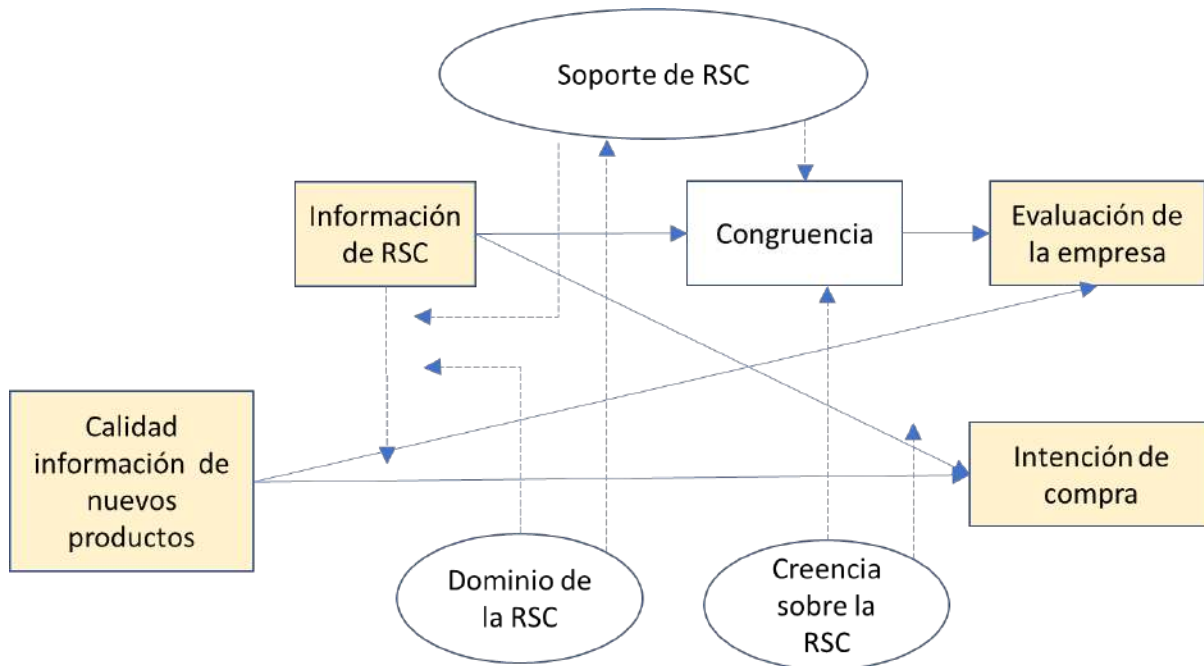 Soporte de RSC
Información
de RSC
Congruencia
Evaluación de
la empresa
Calidad
información de
nuevos
productos
Intención de
compra
Dominio de
la RSC
Creencia
sobre la
RSC